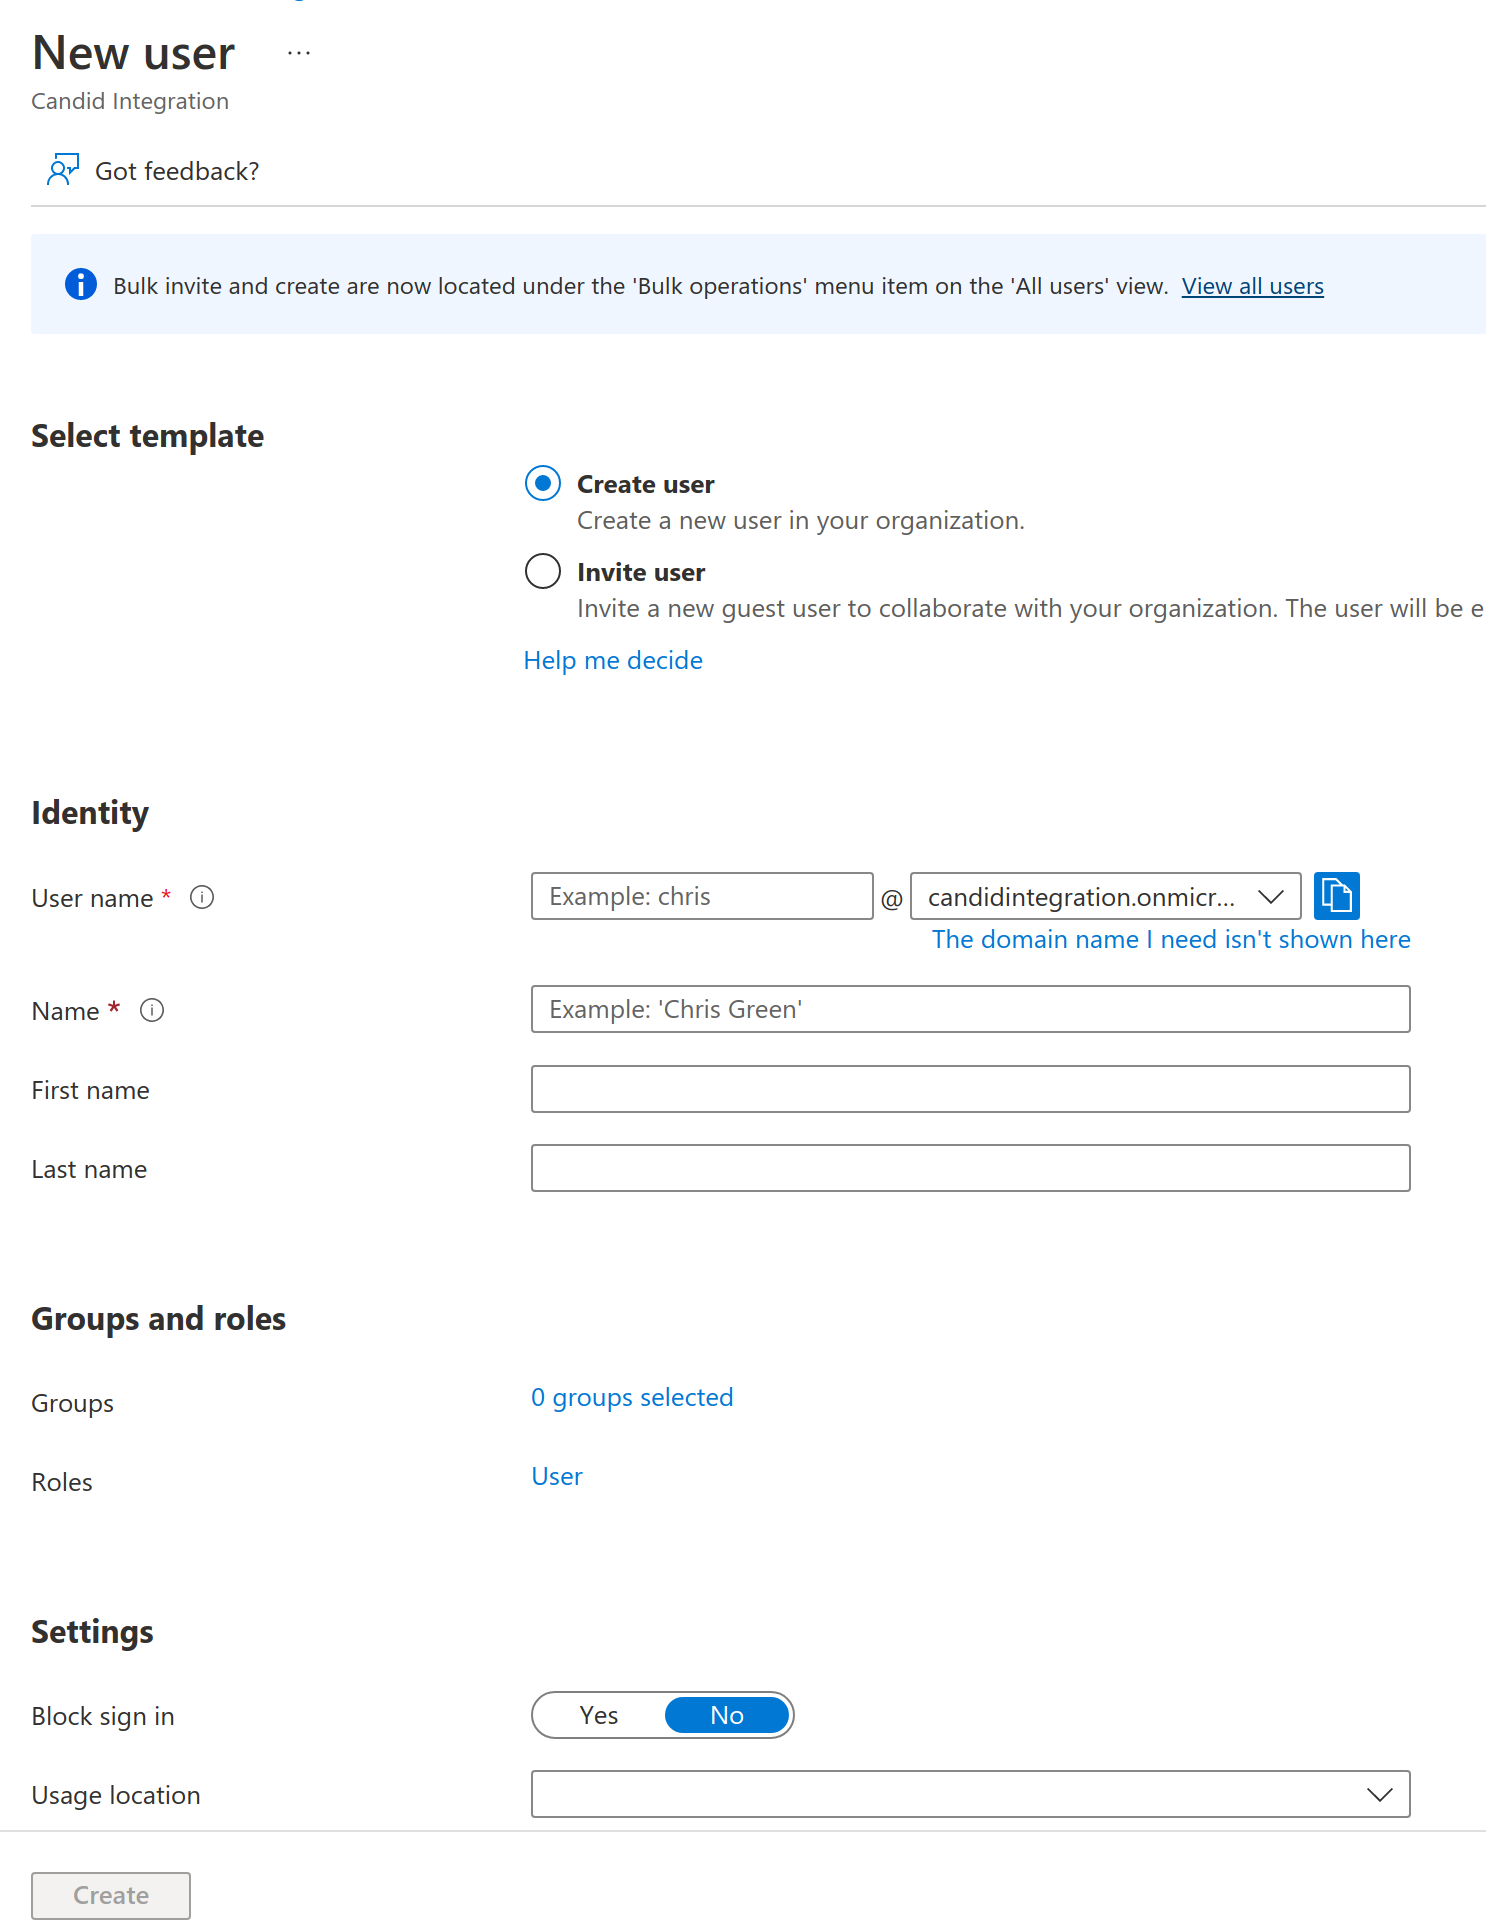 New user ...
Candid Integration
Got feedback?
Bulk invite and create are now located under the 'Bulk operations' menu item on the 'All users' view. View all users
Select template
Create user
Create a new user in your organization.
Invite user
Invite a new guest user to collaborate with your organization. The user will be e
Help me decide
Identity
User name * Example: chris @ candidintegration.onmicr...
The domain name I need isn't shown here
Name * Example: 'Chris Green'
First name
Last name
Groups and roles
Groups 0 groups selected
Roles User
Settings
Block sign in Yes No
Usage location
Create